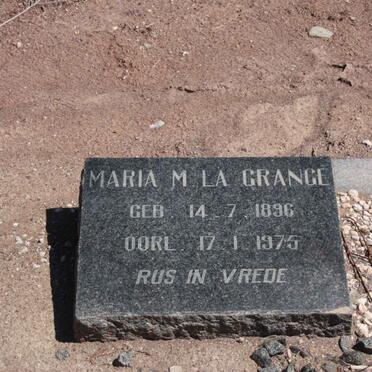 MARIA M LA GRANGE
GEB. 14.7.1896
OORL. 17.1.1975
RUS IN VREDE